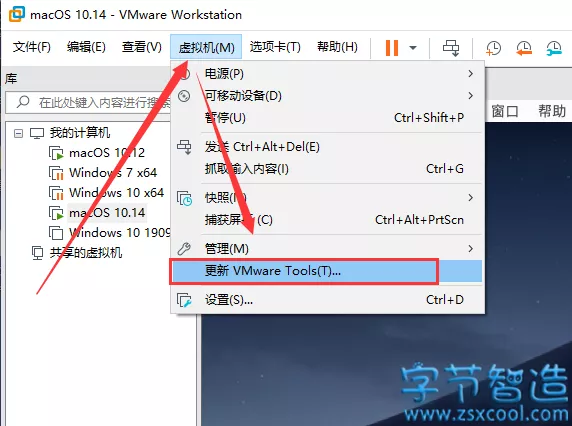 macOS 10.14 - VMware Workstation
文件(F) 编辑(E) 查看(V) 虚拟机(M) 选项卡(T) 帮助(H)
库
在此处键入内容进行搜索
我的计算机
macOS 10.12
Windows 7 x64
Windows 10 x64
macOS 10.14
Windows 10 1909
共享的虚拟机
电源(P)
可移动设备(D)
暂停(U) Ctrl+Shift+P
发送 Ctrl+Alt+Del(E)
抓取输入内容(I) Ctrl+G
快照(N)
捕获屏幕(C) Ctrl+Alt+PrtScn
管理(M)
更新 VMware Tools(T)...
设置(S)... Ctrl+D
窗口 帮助
字节智造
www.zsxcool.com